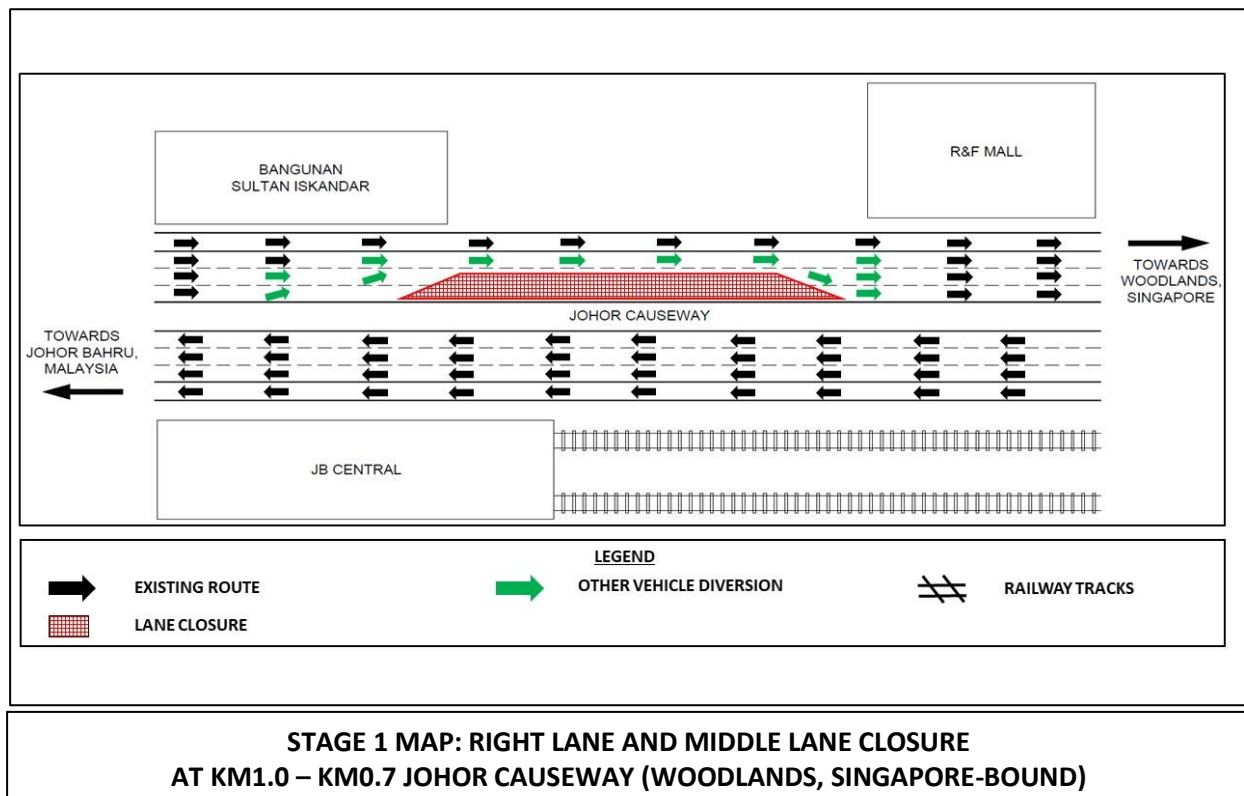 BANGUNAN
SULTAN ISKANDAR
R&F MALL
TOWARDS
WOODLANDS,
SINGAPORE
JOHOR CAUSEWAY
TOWARDS
JOHOR BAHRU,
MALAYSIA
JB CENTRAL
LEGEND
EXISTING ROUTE
OTHER VEHICLE DIVERSION
RAILWAY TRACKS
LANE CLOSURE
STAGE 1 MAP: RIGHT LANE AND MIDDLE LANE CLOSURE
AT KM1.0 – KM0.7 JOHOR CAUSEWAY (WOODLANDS, SINGAPORE-BOUND)